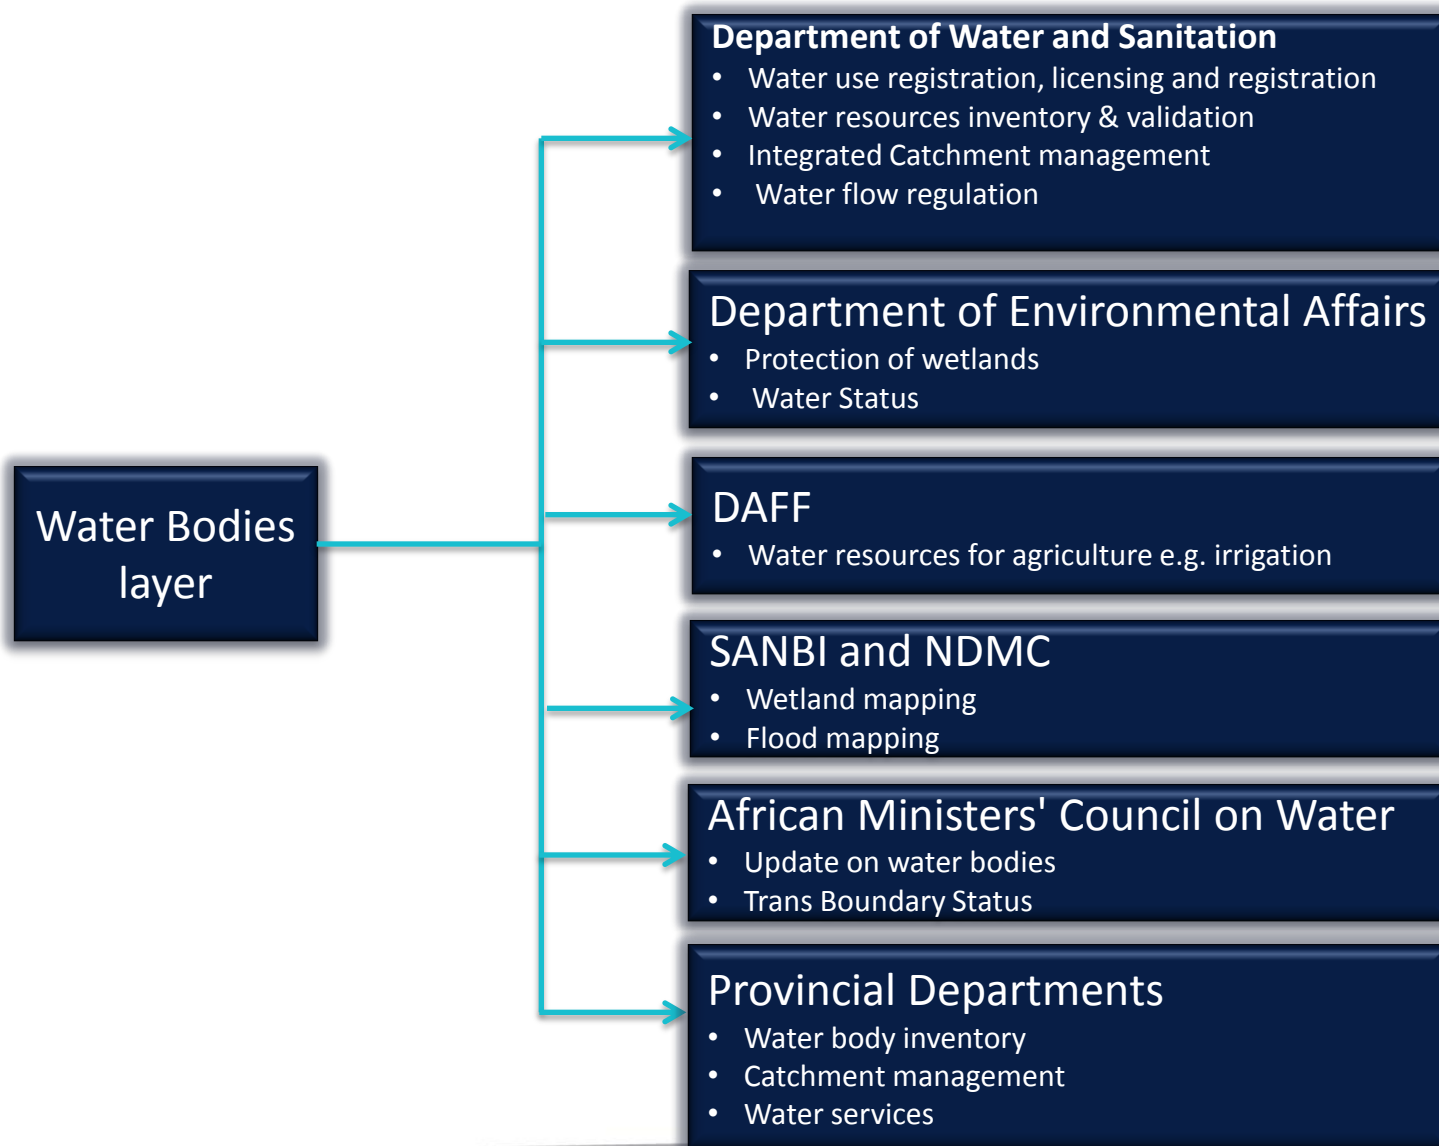 Department of Water and Sanitation
• Water use registration, licensing and registration
• Water resources inventory & validation
• Integrated Catchment management
• Water flow regulation
Department of Environmental Affairs
• Protection of wetlands
• Water Status
Water Bodies
layer
DAFF
• Water resources for agriculture e.g. irrigation
SANBI and NDMC
• Wetland mapping
• Flood mapping
African Ministers' Council on Water
• Update on water bodies
• Trans Boundary Status
Provincial Departments
• Water body inventory
• Catchment management
• Water services